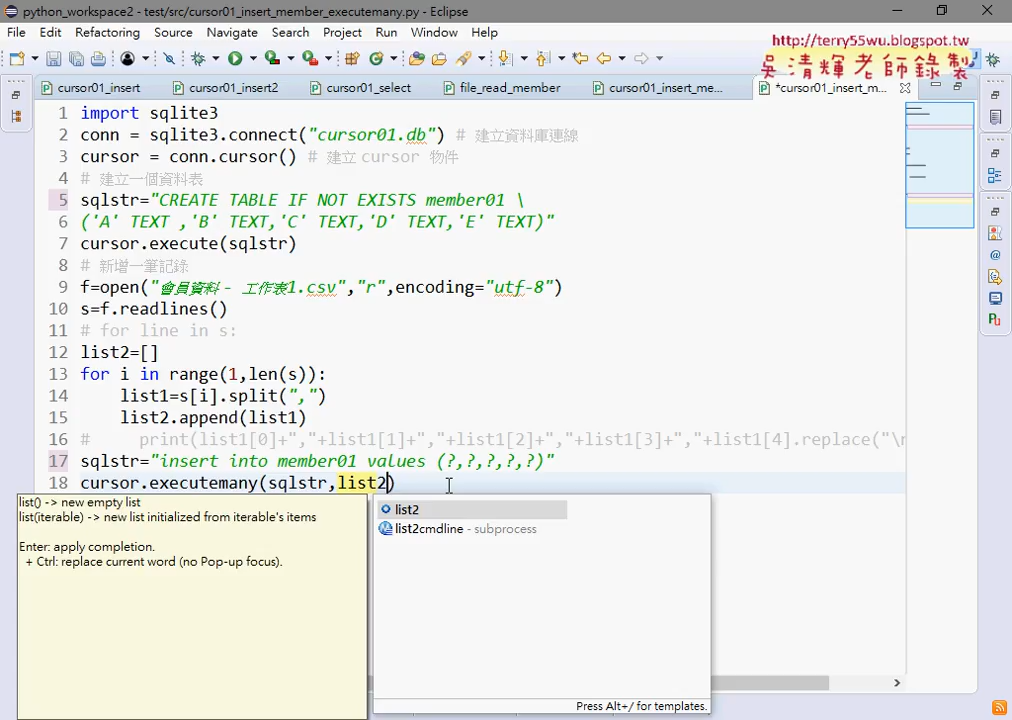 python_workspace2 - test/src/cursor01_insert_member_executemany.py - Eclipse
File Edit Refactoring Source Navigate Search Project Run Window Help
http://terry55wu.blogspot.tw
吳清輝老師錄製
cursor01_insert cursor01_insert2 cursor01_select file_read_member cursor01_insert_me... *cursor01_insert_m...
1 import sqlite3
2 conn = sqlite3.connect("cursor01.db") # 建立資料庫連線
3 cursor = conn.cursor() # 建立 cursor 物件
4 # 建立一個資料表
5 sqlstr="CREATE TABLE IF NOT EXISTS member01 \
6 ('A' TEXT ,'B' TEXT,'C' TEXT,'D' TEXT,'E' TEXT)"
7 cursor.execute(sqlstr)
8 # 新增一筆記錄
9 f=open("會員資料 - 工作表1.csv","r",encoding="utf-8")
10 s=f.readlines()
11 # for line in s:
12 list2=[]
13 for i in range(1,len(s)):
14 list1=s[i].split(",")
15 list2.append(list1)
16 # print(list1[0]+","+list1[1]+","+list1[2]+","+list1[3]+","+list1[4].replace("\n
17 sqlstr="insert into member01 values (?,?,?,?,?)"
18 cursor.executemany(sqlstr,list2)
list() -> new empty list
list(iterable) -> new list initialized from iterable's items
Enter: apply completion.
+ Ctrl: replace current word (no Pop-up focus).
list2
list2cmdline - subprocess
Press Alt+/ for templates.